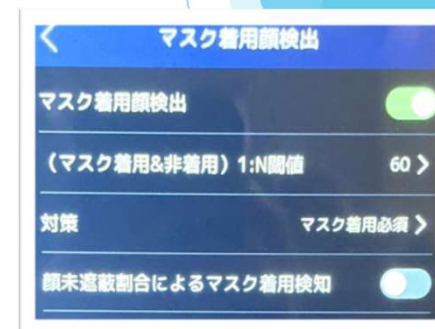 マスク着用顔検出
マスク着用顔検出
(マスク着用&非着用)1:N閾値 60 >
対策 マスク着用必須 >
顔未遮蔽割合によるマスク着用検知